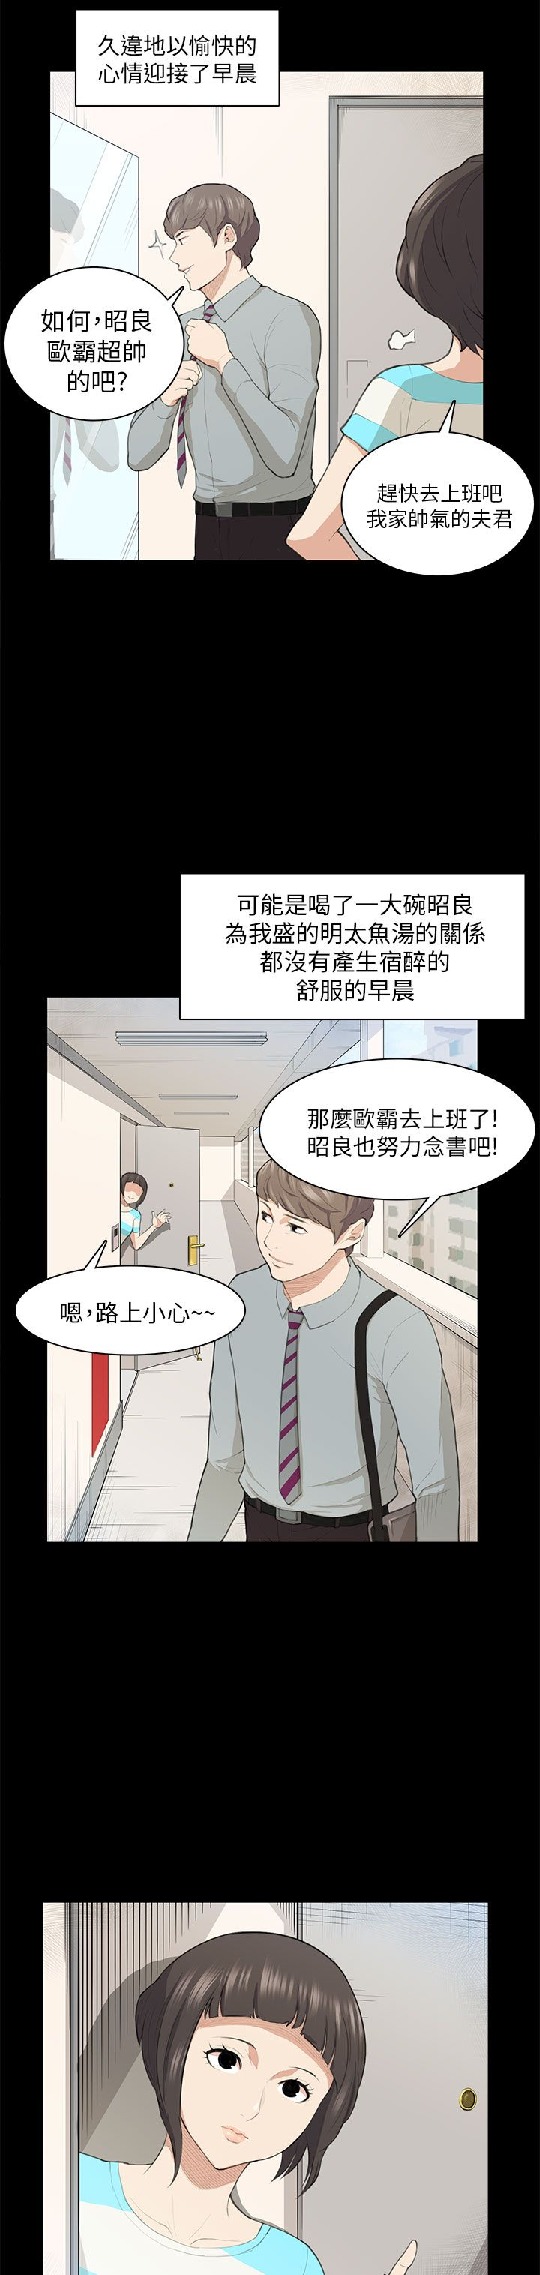 久違地以愉快的
心情迎接了早晨
如何，昭良
歐霸超帥
的吧？
趕快去上班吧
我家帥氣的夫君
可能是喝了一大碗昭良
為我盛的明太魚湯的關係
都沒有產生宿醉的
舒服的早晨
那麼歐霸去上班了！
昭良也努力念書吧！
嗯，路上小心~~